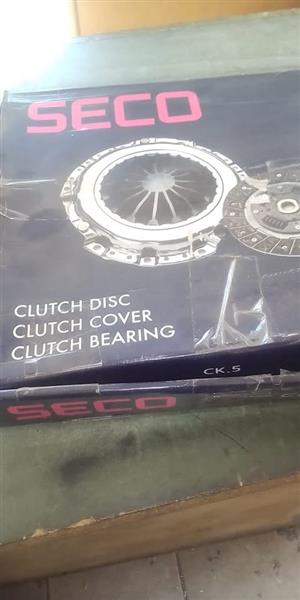 SECO
CLUTCH DISC
CLUTCH COVER
CLUTCH BEARING
CK.5
SECO